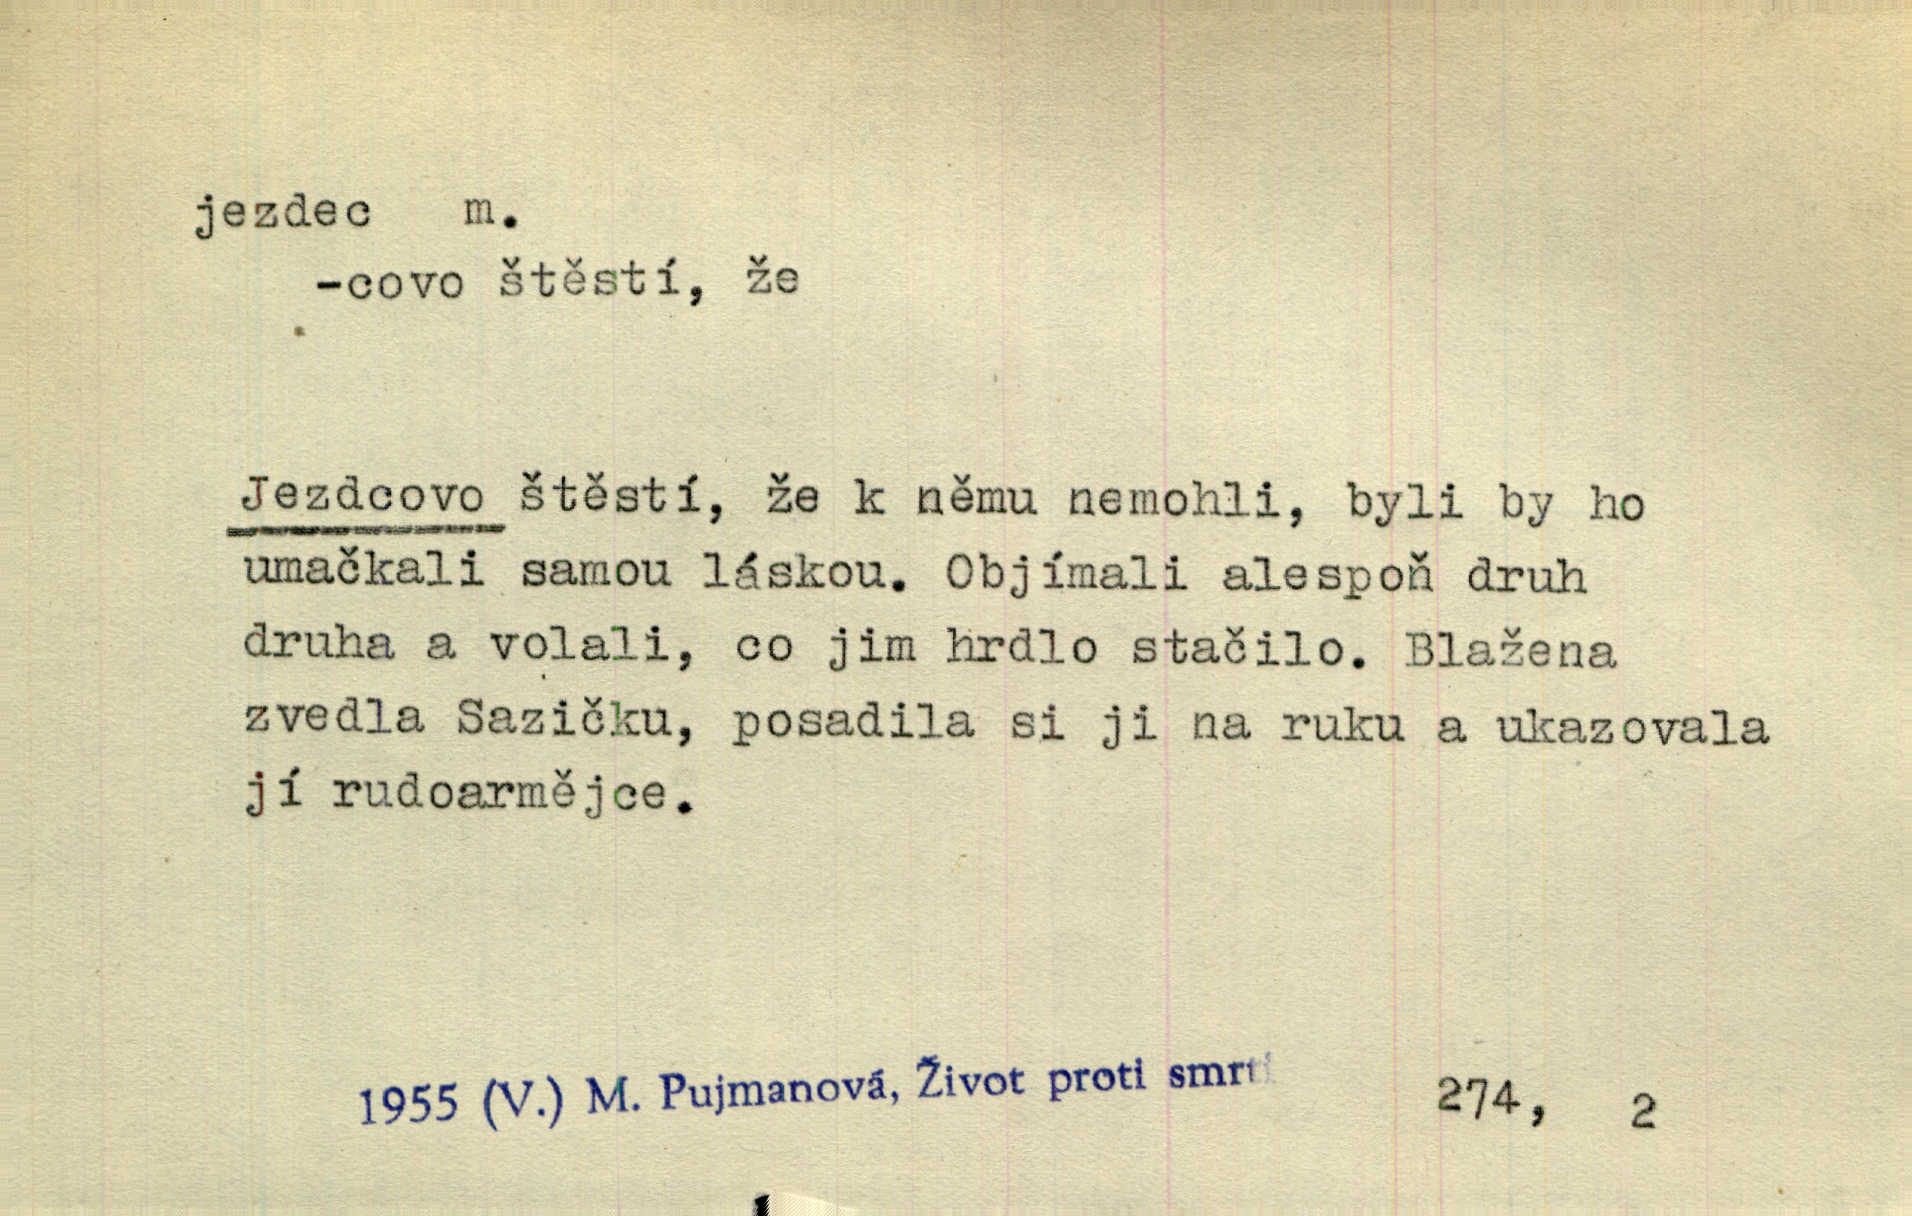 jezdec m.
-covo štěstí, že
Jezdcovo štěstí, že k němu nemohli, byli by ho
umačkali samou láskou. Objímali alespoň druh
druha a volali, co jim hrdlo stačilo. Blažena
zvedla Sazičku, posadila si ji na ruku a ukazovala
jí rudoarmějce.
1955 (V.) M. Pujmanová, Život proti smrti 274, 2